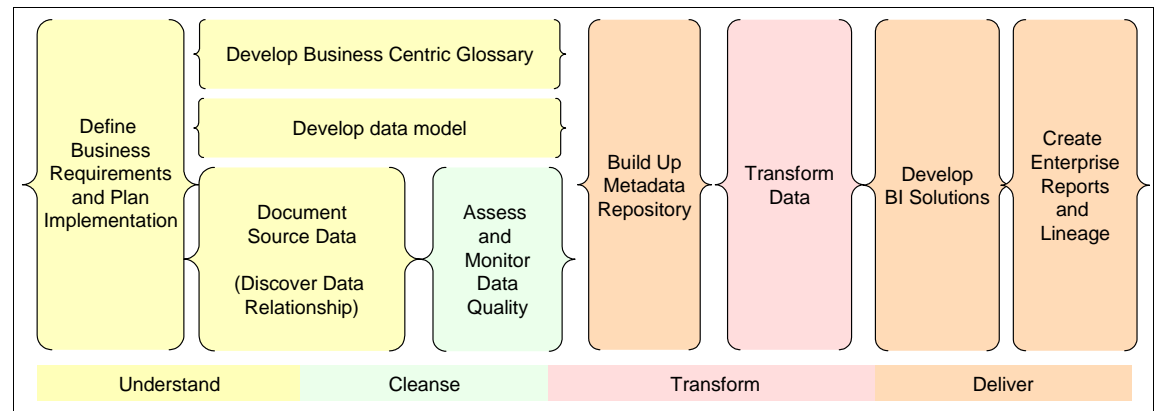 Define
Business
Requirements
and Plan
Implementation
Develop Business Centric Glossary
Develop data model
Document
Source Data
(Discover Data
Relationship)
Assess
and
Monitor
Data
Quality
Build Up
Metadata
Repository
Transform
Data
Develop
BI Solutions
Create
Enterprise
Reports
and
Lineage
Understand
Cleanse
Transform
Deliver